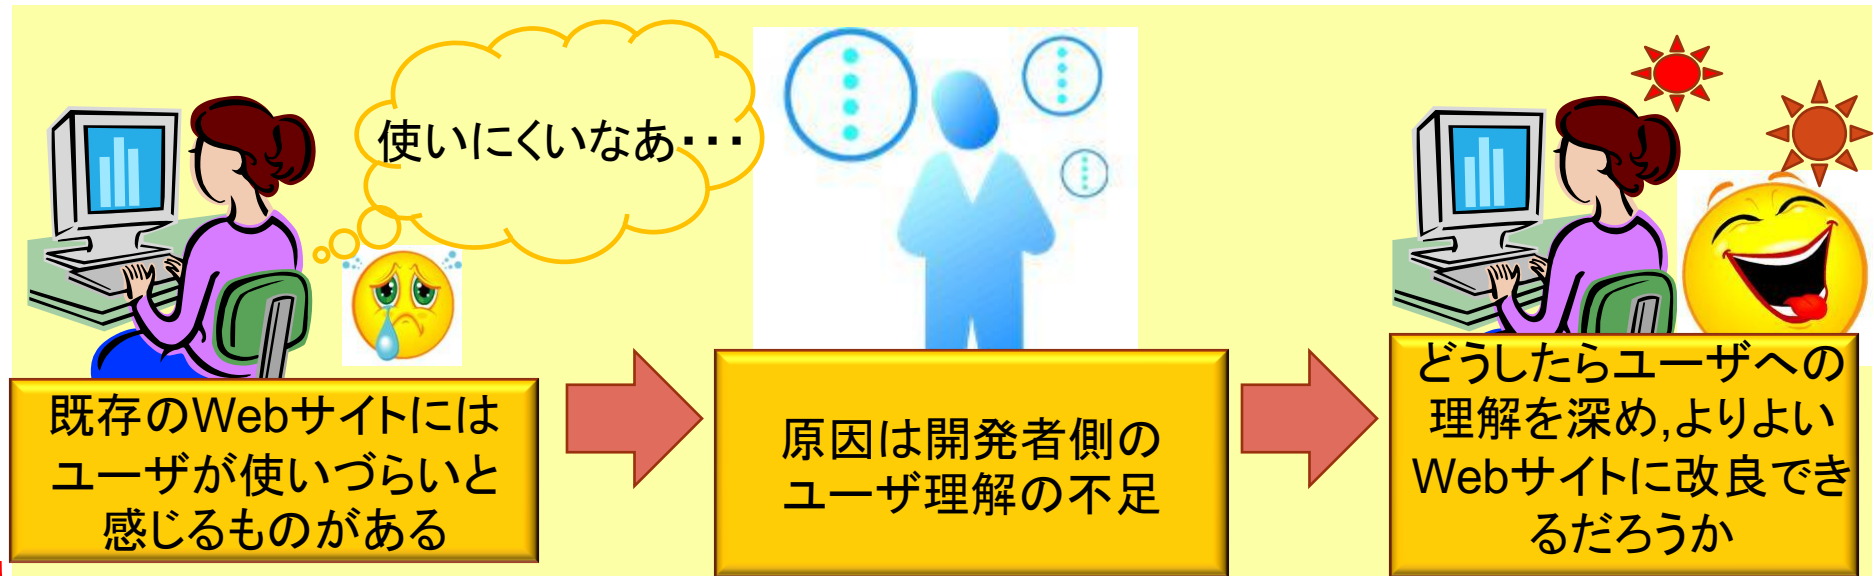 使いにくいなあ・・・
既存のWebサイトには
ユーザが使いづらいと
感じるものがある
原因は開発者側の
ユーザ理解の不足
どうしたらユーザへの
理解を深め,よりよい
Webサイトに改良でき
るだろうか